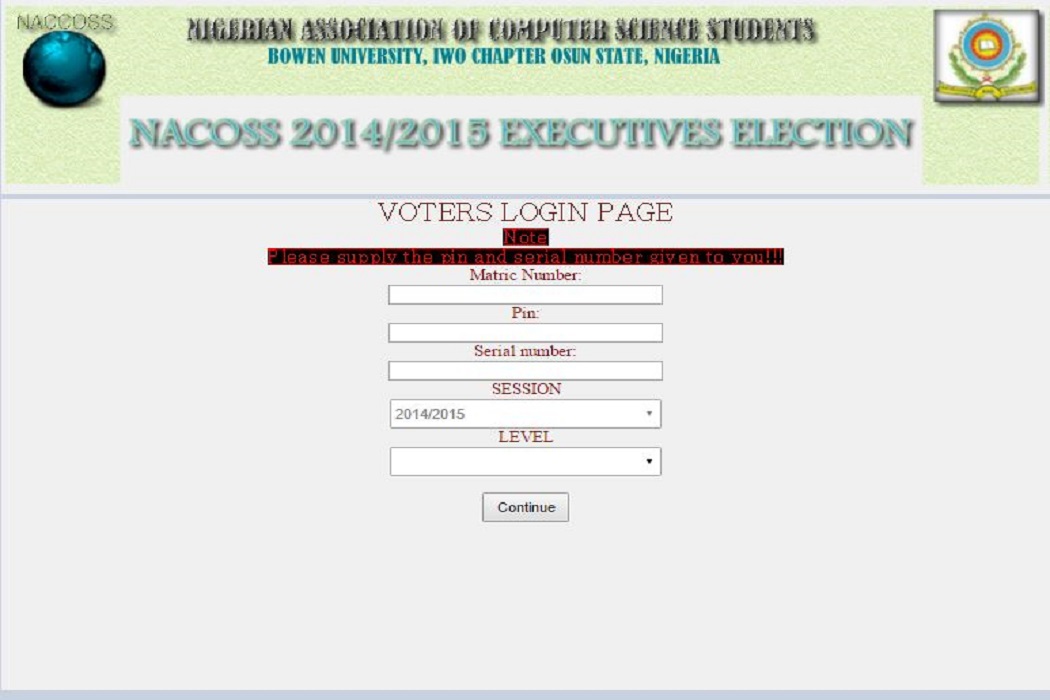 NACCOSS
NIGERIAN ASSOCIATION OF COMPUTER SCIENCE STUDENTS
BOWEN UNIVERSITY, IWO CHAPTER OSUN STATE, NIGERIA
NACOSS 2014/2015 EXECUTIVES ELECTION
VOTERS LOGIN PAGE
Note
Please supply the pin and serial number given to you!!!
Matric Number:
Pin:
Serial number:
SESSION
2014/2015
LEVEL
Continue